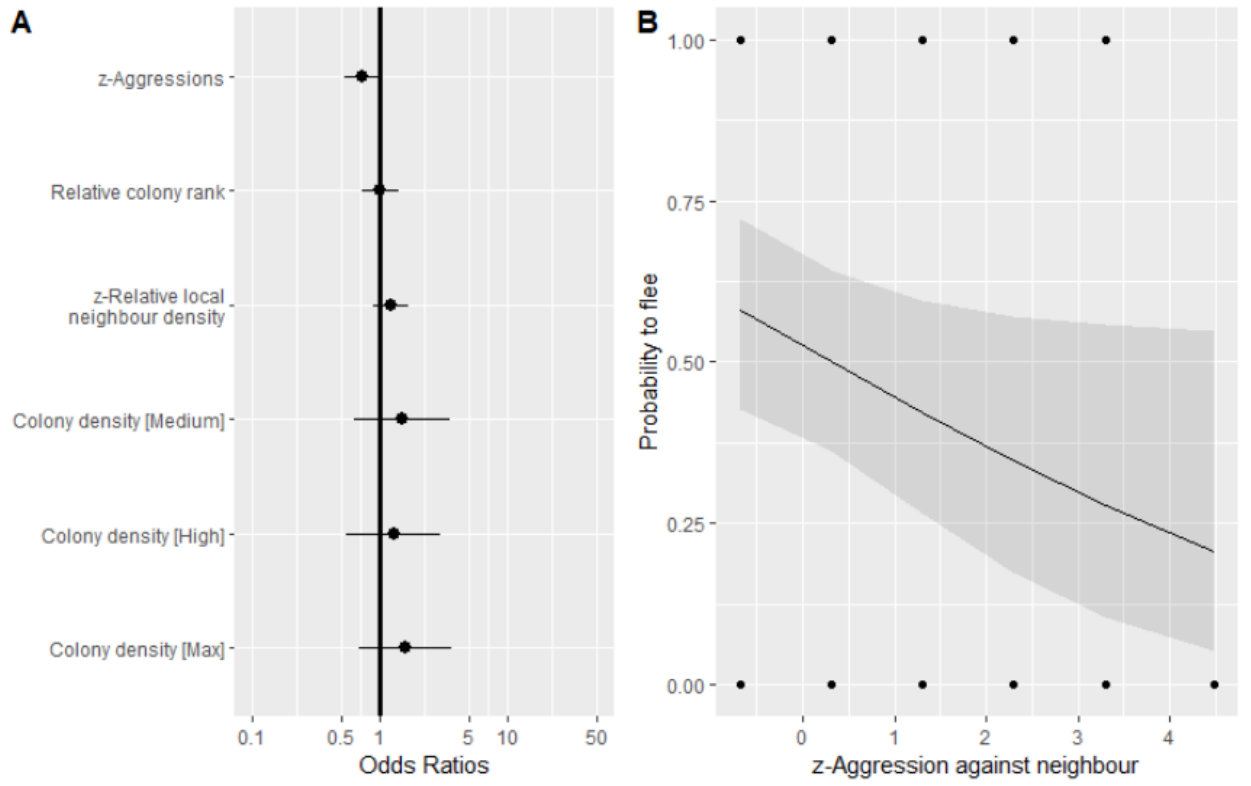 A
z-Aggressions
Relative colony rank
z-Relative local
neighbour density
Colony density [Medium]
Colony density [High]
Colony density [Max]
0.1 0.5 1 5 10 50
Odds Ratios
B
1.00
0.75
0.50
0.25
0.00
Probability to flee
0 1 2 3 4
z-Aggression against neighbour